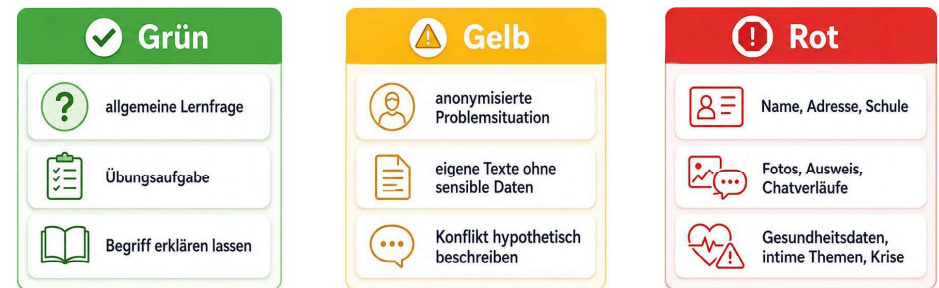 Grün
allgemeine Lernfrage
Übungsaufgabe
Begriff erklären lassen
Gelb
anonymisierte
Problemsituation
eigene Texte ohne
sensible Daten
Konflikt hypothetisch
beschreiben
Rot
Name, Adresse, Schule
Fotos, Ausweis,
Chatverläufe
Gesundheitsdaten,
intime Themen, Krise